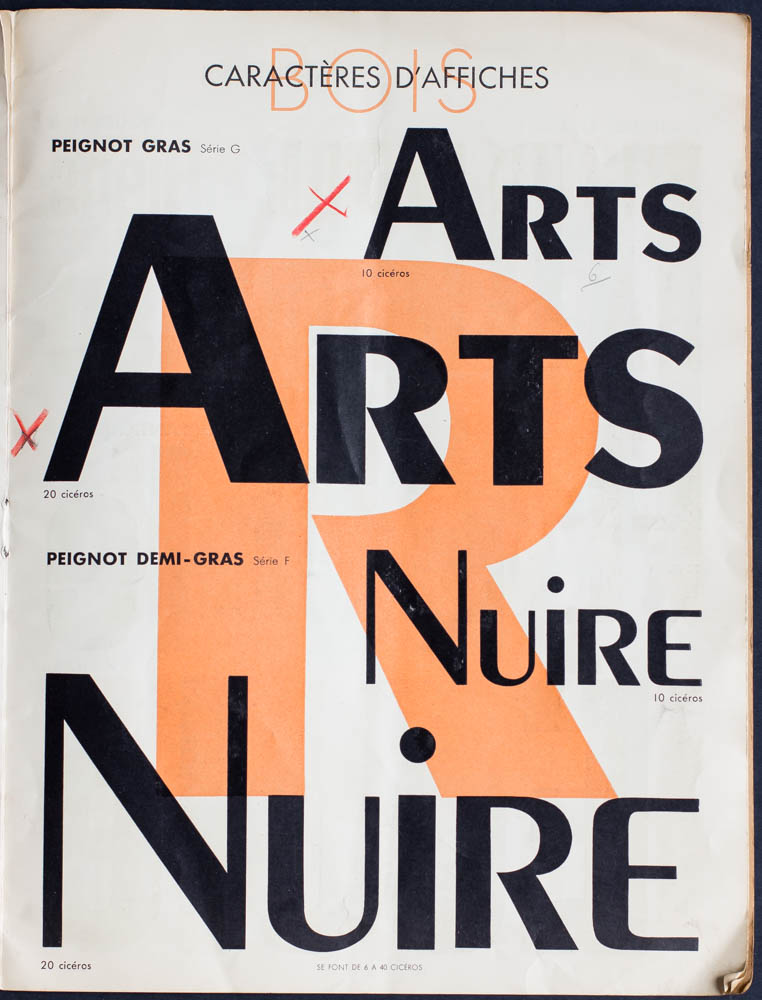 BOIS
CARACTÈRES D'AFFICHES
PEIGNOT GRAS Série G
ARTS
10 cicéros
6
ARTS
20 cicéros
R
PEIGNOT DEMI-GRAS Série F
NUiRE
10 cicéros
NUiRE
20 cicéros
SE FONT DE 6 A 40 CICÉROS